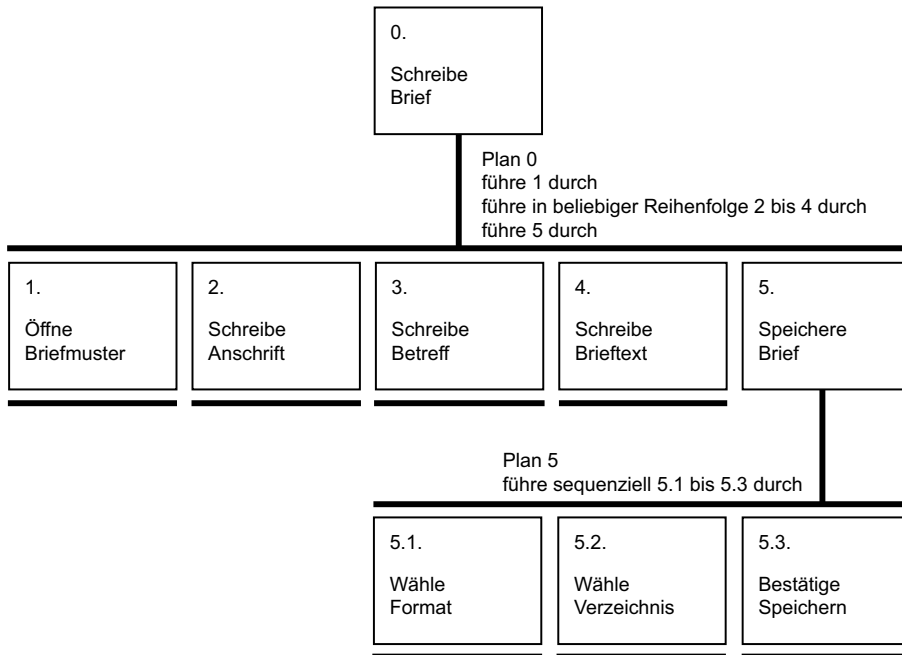 0.
Schreibe
Brief
Plan 0
führe 1 durch
führe in beliebiger Reihenfolge 2 bis 4 durch
führe 5 durch
1.
Öffne
Briefmuster
2.
Schreibe
Anschrift
3.
Schreibe
Betreff
4.
Schreibe
Brieftext
5.
Speichere
Brief
Plan 5
führe sequenziell 5.1 bis 5.3 durch
5.1.
Wähle
Format
5.2.
Wähle
Verzeichnis
5.3.
Bestätige
Speichern